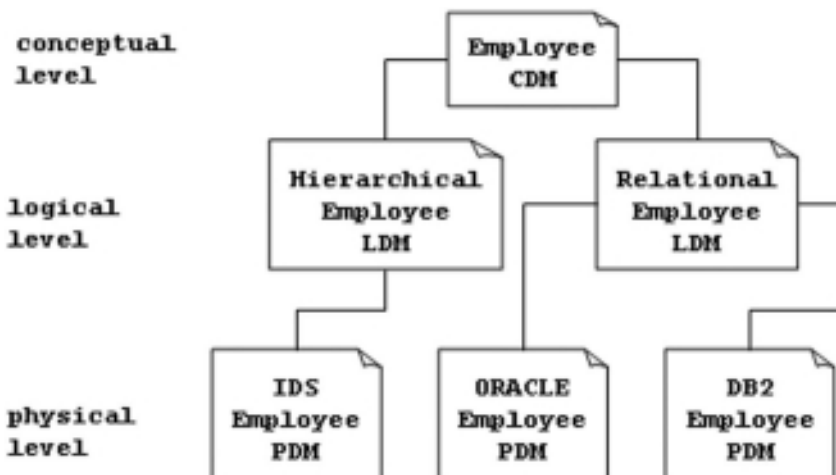 conceptual
level
Employee
CDM
logical
level
Hierarchical
Employee
LDM
Relational
Employee
LDM
physical
level
IDS
Employee
PDM
ORACLE
Employee
PDM
DB2
Employee
PDM